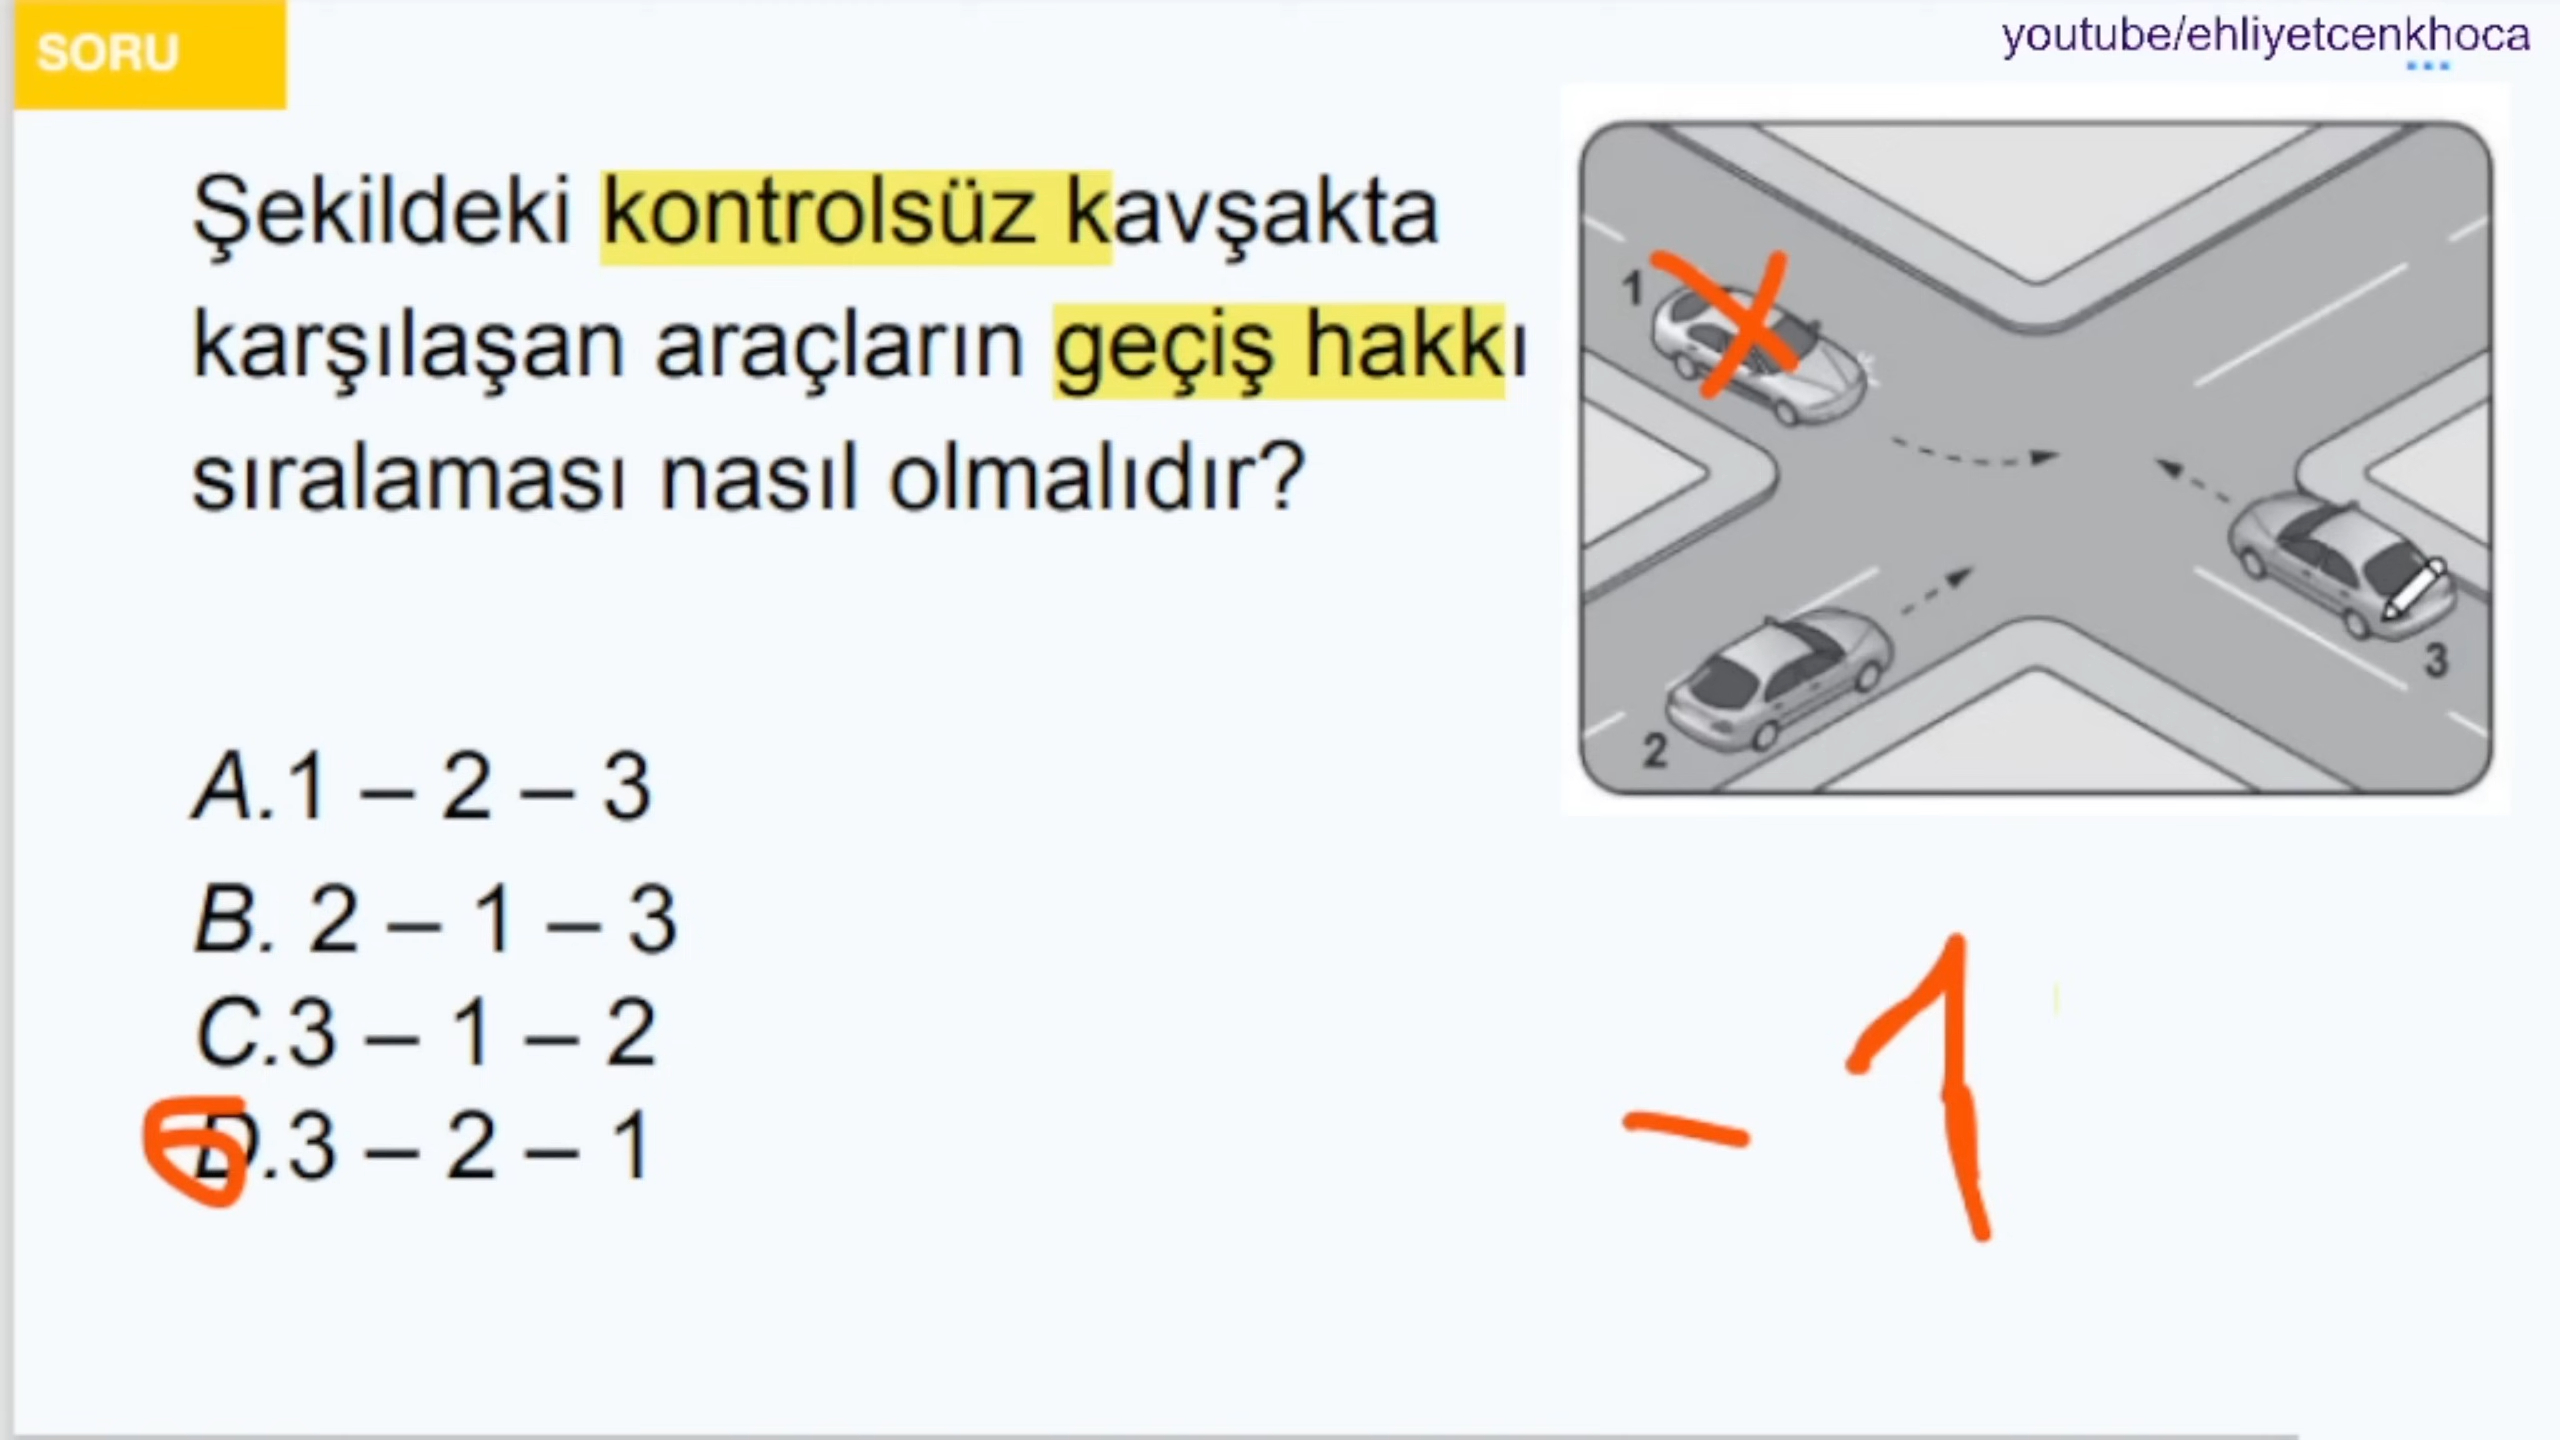 SORU
youtube/ehliyetcenkhoca
Şekildeki kontrolsüz kavşakta
karşılaşan araçların geçiş hakkı
sıralaması nasıl olmalıdır?
A.1 – 2 – 3
B. 2 – 1 – 3
C.3 – 1 – 2
D.3 – 2 – 1
1
2
3
- 1